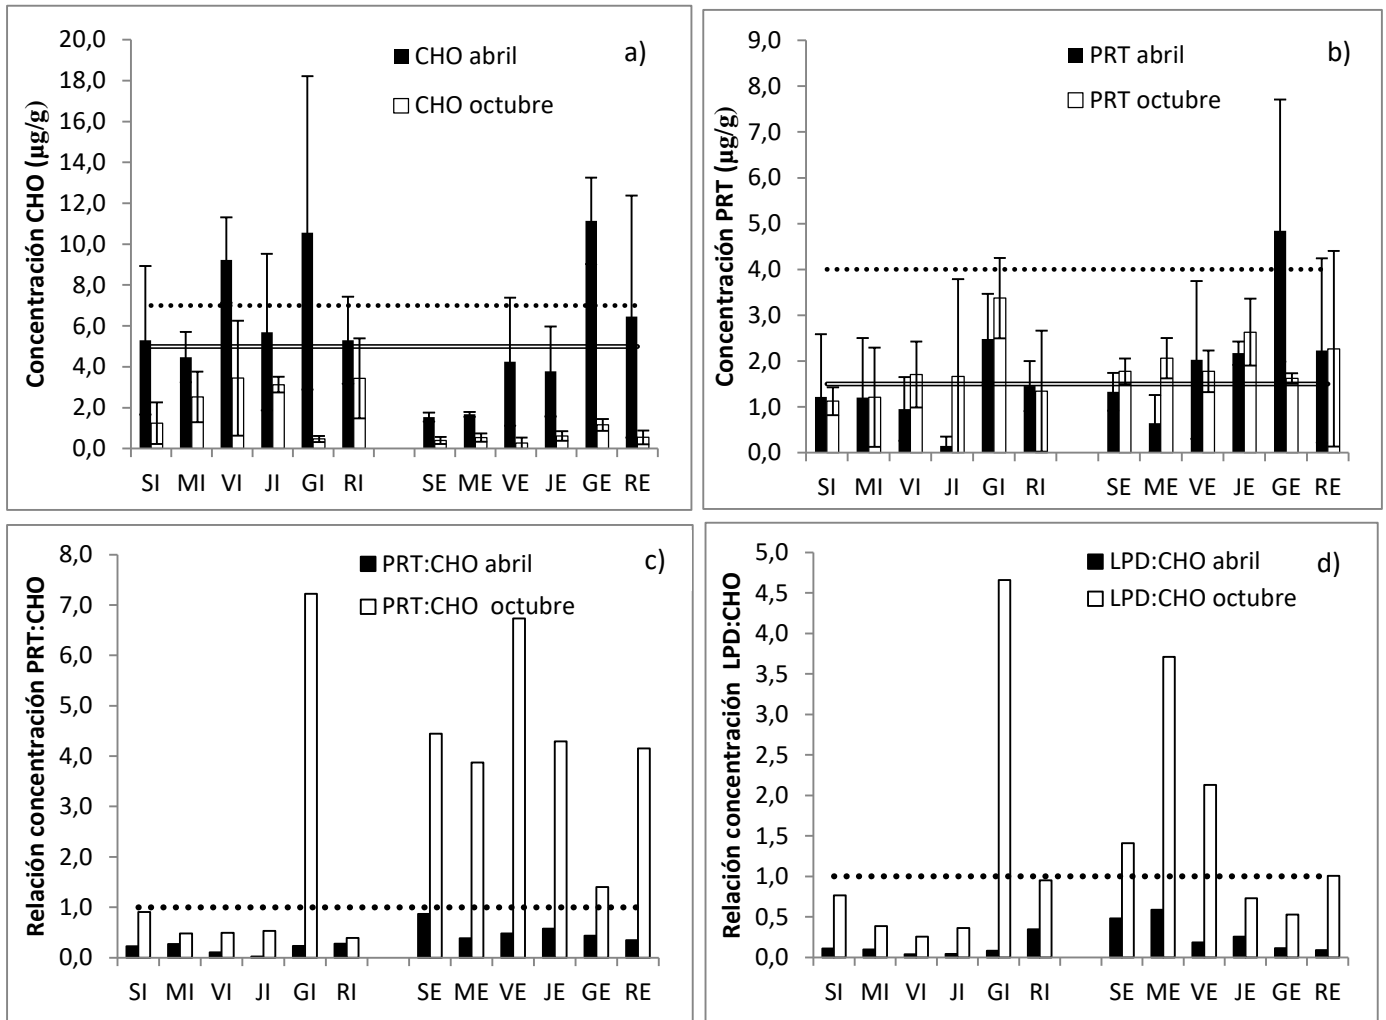 a)
CHO abril
CHO octubre
Concentración CHO (µg/g)
20,0
18,0
16,0
14,0
12,0
10,0
8,0
6,0
4,0
2,0
0,0
SI MI VI JI GI RI SE ME VE JE GE RE
b)
PRT abril
PRT octubre
Concentración PRT (µg/g)
9,0
8,0
7,0
6,0
5,0
4,0
3,0
2,0
1,0
0,0
SI MI VI JI GI RI SE ME VE JE GE RE
c)
PRT:CHO abril
PRT:CHO octubre
Relación concentración PRT:CHO
8,0
7,0
6,0
5,0
4,0
3,0
2,0
1,0
0,0
SI MI VI JI GI RI SE ME VE JE GE RE
d)
LPD:CHO abril
LPD:CHO octubre
Relación concentración LPD:CHO
5,0
4,5
4,0
3,5
3,0
2,5
2,0
1,5
1,0
0,5
0,0
SI MI VI JI GI RI SE ME VE JE GE RE